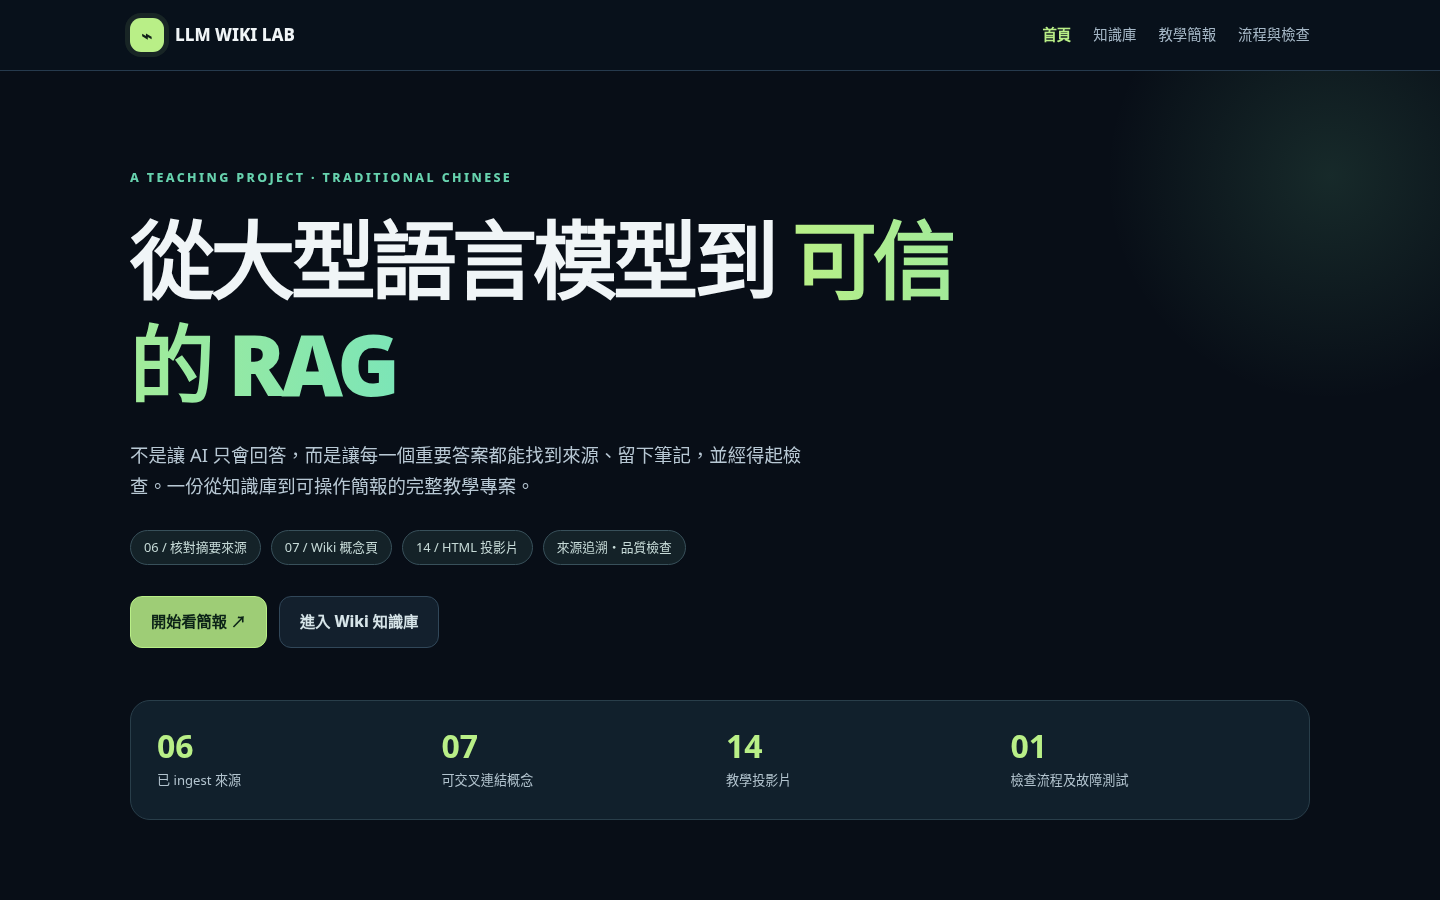 LLM WIKI LAB
首頁
知識庫
教學簡報
流程與檢查
A TEACHING PROJECT · TRADITIONAL CHINESE
從大型語言模型到 可信
的 RAG
不是讓 AI 只會回答，而是讓每一個重要答案都能找到來源、留下筆記，並經得起檢
查。一份從知識庫到可操作簡報的完整教學專案。
06 / 核對摘要來源
07 / Wiki 概念頁
14 / HTML 投影片
來源追溯・品質檢查
開始看簡報 ↗
進入 Wiki 知識庫
06
已 ingest 來源
07
可交叉連結概念
14
教學投影片
01
檢查流程及故障測試